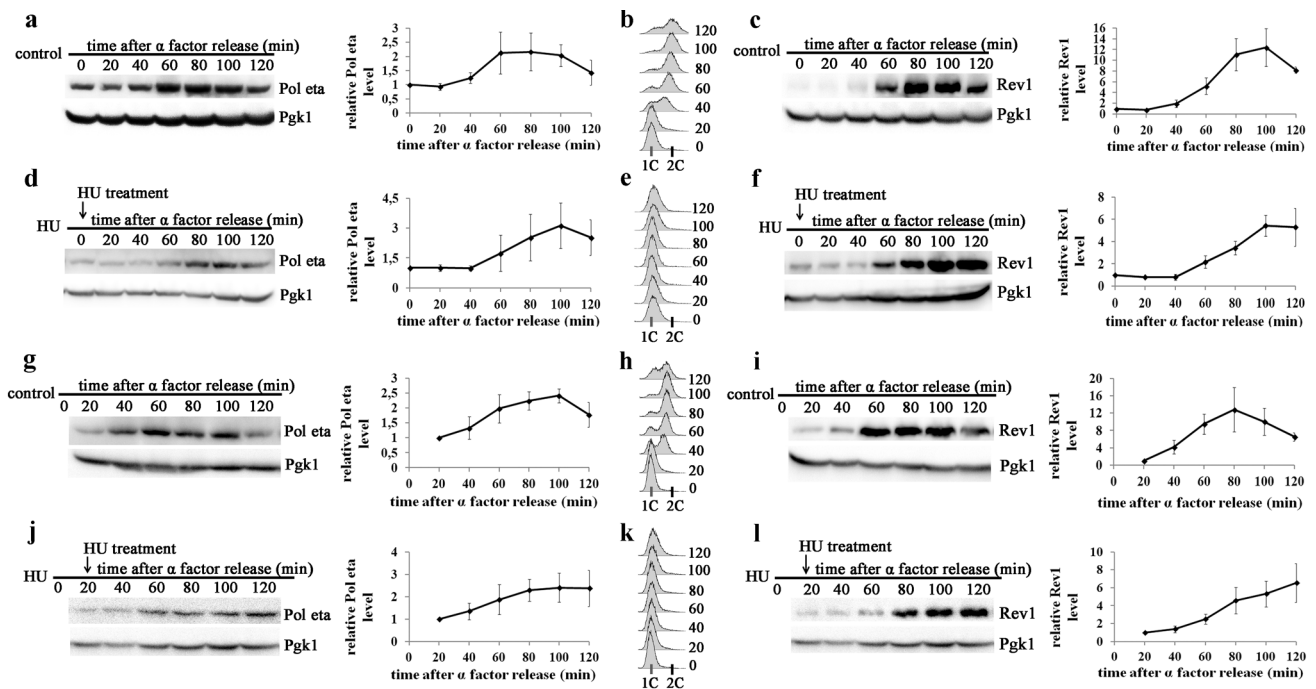 a
time after α factor release (min)
control
0 20 40 60 80 100 120
Pol eta
Pgk1
relative Pol eta level
3
2,5
2
1,5
1
0,5
0 20 40 60 80 100 120
time after α factor release (min)
b
120
100
80
60
40
20
0
1C 2C
c
time after α factor release (min)
control
0 20 40 60 80 100 120
Rev1
Pgk1
relative Rev1 level
16
14
12
10
8
6
4
2
0
0 20 40 60 80 100 120
time after α factor release (min)
d
HU treatment
HU time after α factor release (min)
0 20 40 60 80 100 120
Pol eta
Pgk1
relative Pol eta level
4,5
3
1,5
0
0 20 40 60 80 100 120
time after α factor release (min)
e
120
100
80
60
40
20
0
1C 2C
f
HU treatment
HU time after α factor release (min)
0 20 40 60 80 100 120
Rev1
Pgk1
relative Rev1 level
8
6
4
2
0
0 20 40 60 80 100 120
time after α factor release (min)
g
time after α factor release (min)
control
0 20 40 60 80 100 120
Pol eta
Pgk1
relative Pol eta level
3
2,5
2
1,5
1
0,5
0 20 40 60 80 100 120
time after α factor release (min)
h
120
100
80
60
40
20
0
1C 2C
i
time after α factor release (min)
control
0 20 40 60 80 100 120
Rev1
Pgk1
relative Rev1 level
20
16
12
8
4
0
0 20 40 60 80 100 120
time after α factor release (min)
j
HU treatment
time after α factor release (min)
HU 0 20 40 60 80 100 120
Pol eta
Pgk1
relative Pol eta level
4
3
2
1
0
0 20 40 60 80 100 120
time after α factor release (min)
k
120
100
80
60
40
20
0
1C 2C
l
HU treatment
time after α factor release (min)
HU 0 20 40 60 80 100 120
Rev1
Pgk1
relative Rev1 level
10
8
6
4
2
0
0 20 40 60 80 100 120
time after α factor release (min)